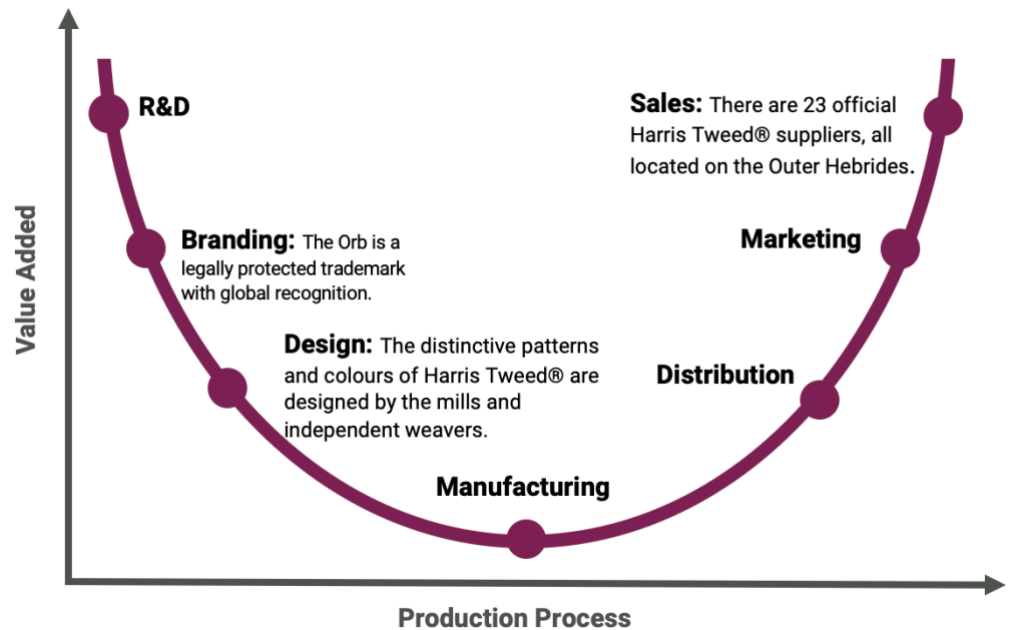 R&D
Sales: There are 23 official
Harris Tweed® suppliers, all
located on the Outer Hebrides.
Branding: The Orb is a
legally protected trademark
with global recognition.
Marketing
Design: The distinctive patterns
and colours of Harris Tweed® are
designed by the mills and
independent weavers.
Distribution
Manufacturing
Value Added
Production Process